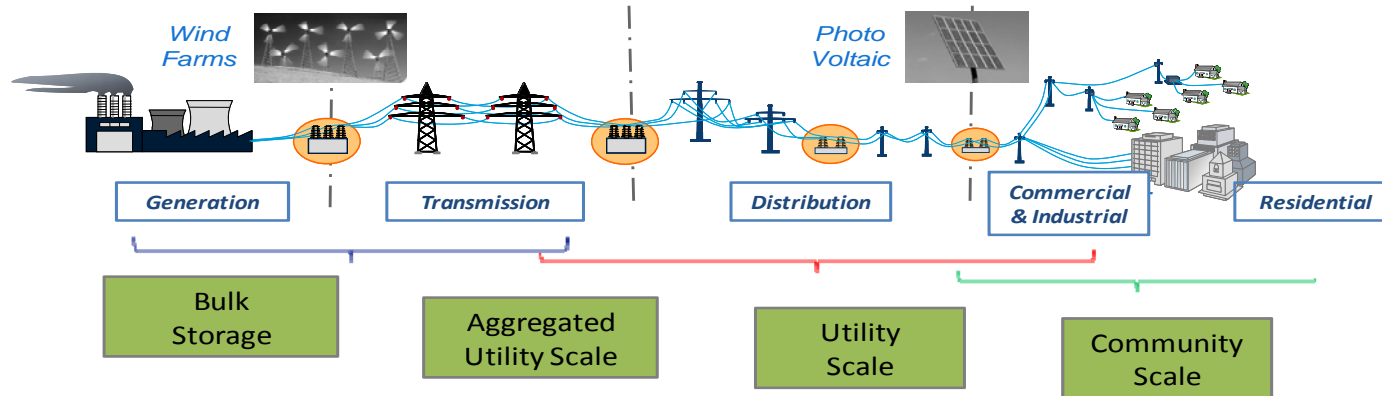 Wind
Farms
Photo
Voltaic
Generation
Transmission
Distribution
Commercial
& Industrial
Residential
Bulk
Storage
Aggregated
Utility Scale
Utility
Scale
Community
Scale